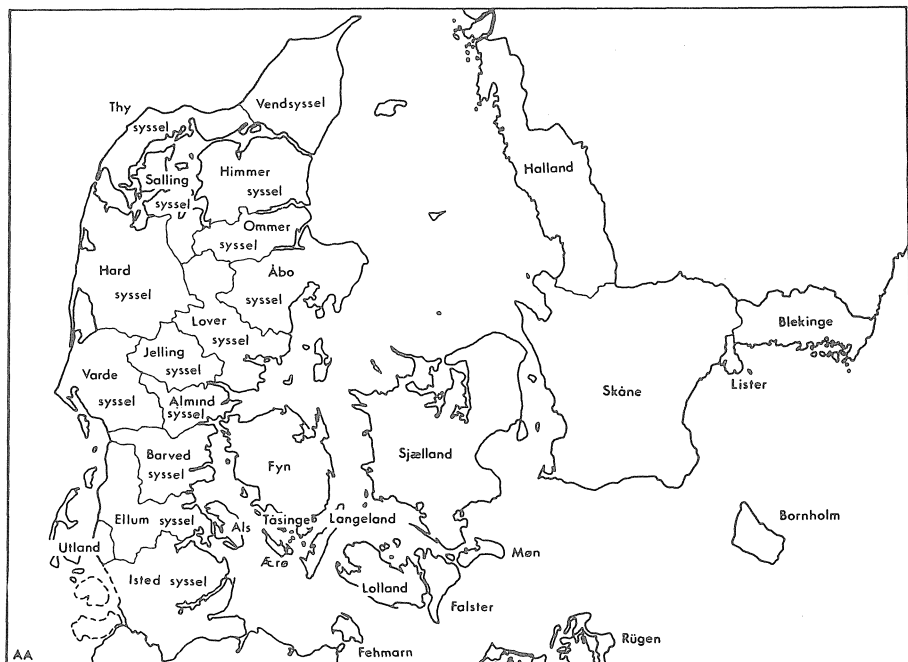 Thy
syssel
Vendsyssel
Salling
syssel
Himmer
syssel
Halland
Ommer
syssel
Hard
syssel
Åbo
syssel
Lover
syssel
Blekinge
Jelling
syssel
Varde
syssel
Almind
syssel
Lister
Skåne
Barved
syssel
Fyn
Sjælland
Ellum syssel
Als
Tåsinge
Langeland
Bornholm
Utland
Ærø
Møn
Isted syssel
Lolland
Falster
Rügen
Fehmarn
AA